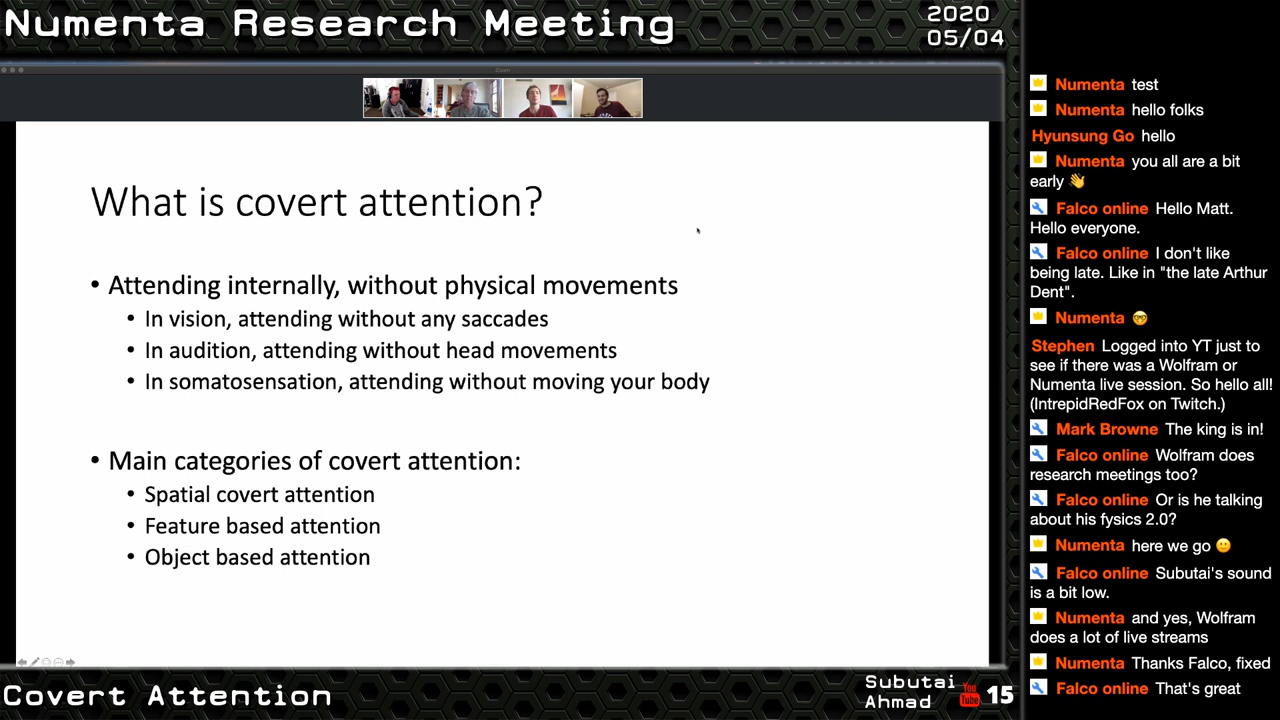 Numenta Research Meeting
2020
05/04
What is covert attention?
• Attending internally, without physical movements
• In vision, attending without any saccades
• In audition, attending without head movements
• In somatosensation, attending without moving your body
• Main categories of covert attention:
• Spatial covert attention
• Feature based attention
• Object based attention
Covert Attention
Subutai
Ahmad
You
Tube
15
Numenta test
Numenta hello folks
Hyunsung Go hello
Numenta you all are a bit
early 👋
Falco online Hello Matt.
Hello everyone.
Falco online I don't like
being late. Like in "the late Arthur
Dent".
Numenta 🤓
Stephen Logged into YT just to
see if there was a Wolfram or
Numenta live session. So hello all!
(IntrepidRedFox on Twitch.)
Mark Browne The king is in!
Falco online Wolfram does
research meetings too?
Falco online Or is he talking
about his fysics 2.0?
Numenta here we go 🙂
Falco online Subutai's sound
is a bit low.
Numenta and yes, Wolfram
does a lot of live streams
Numenta Thanks Falco, fixed
Falco online That's great